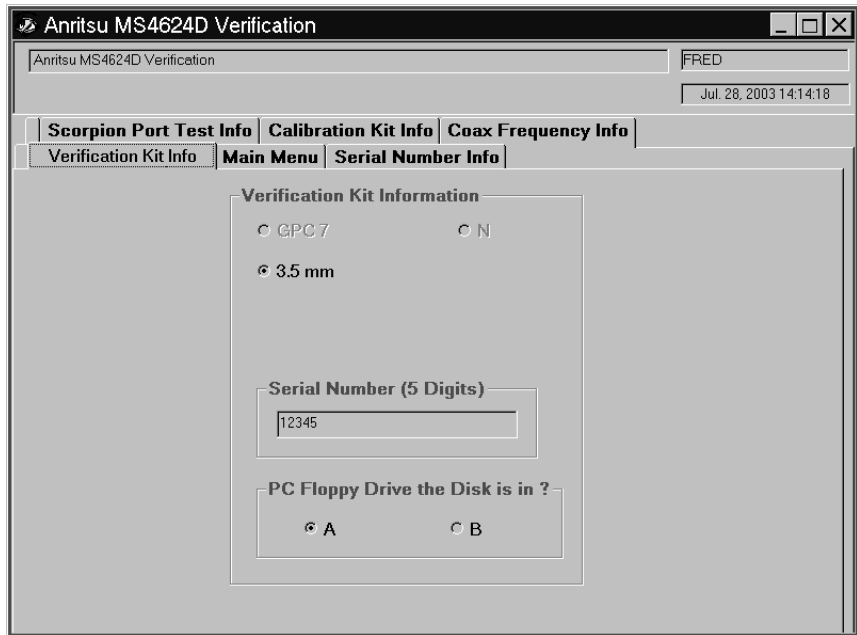 Anritsu MS4624D Verification
Anritsu MS4624D Verification
FRED
Jul. 28, 2003 14:14:18
Scorpion Port Test Info
Calibration Kit Info
Coax Frequency Info
Verification Kit Info
Main Menu
Serial Number Info
Verification Kit Information
GPC 7
N
3.5 mm
Serial Number (5 Digits)
12345
PC Floppy Drive the Disk is in ?
A
B